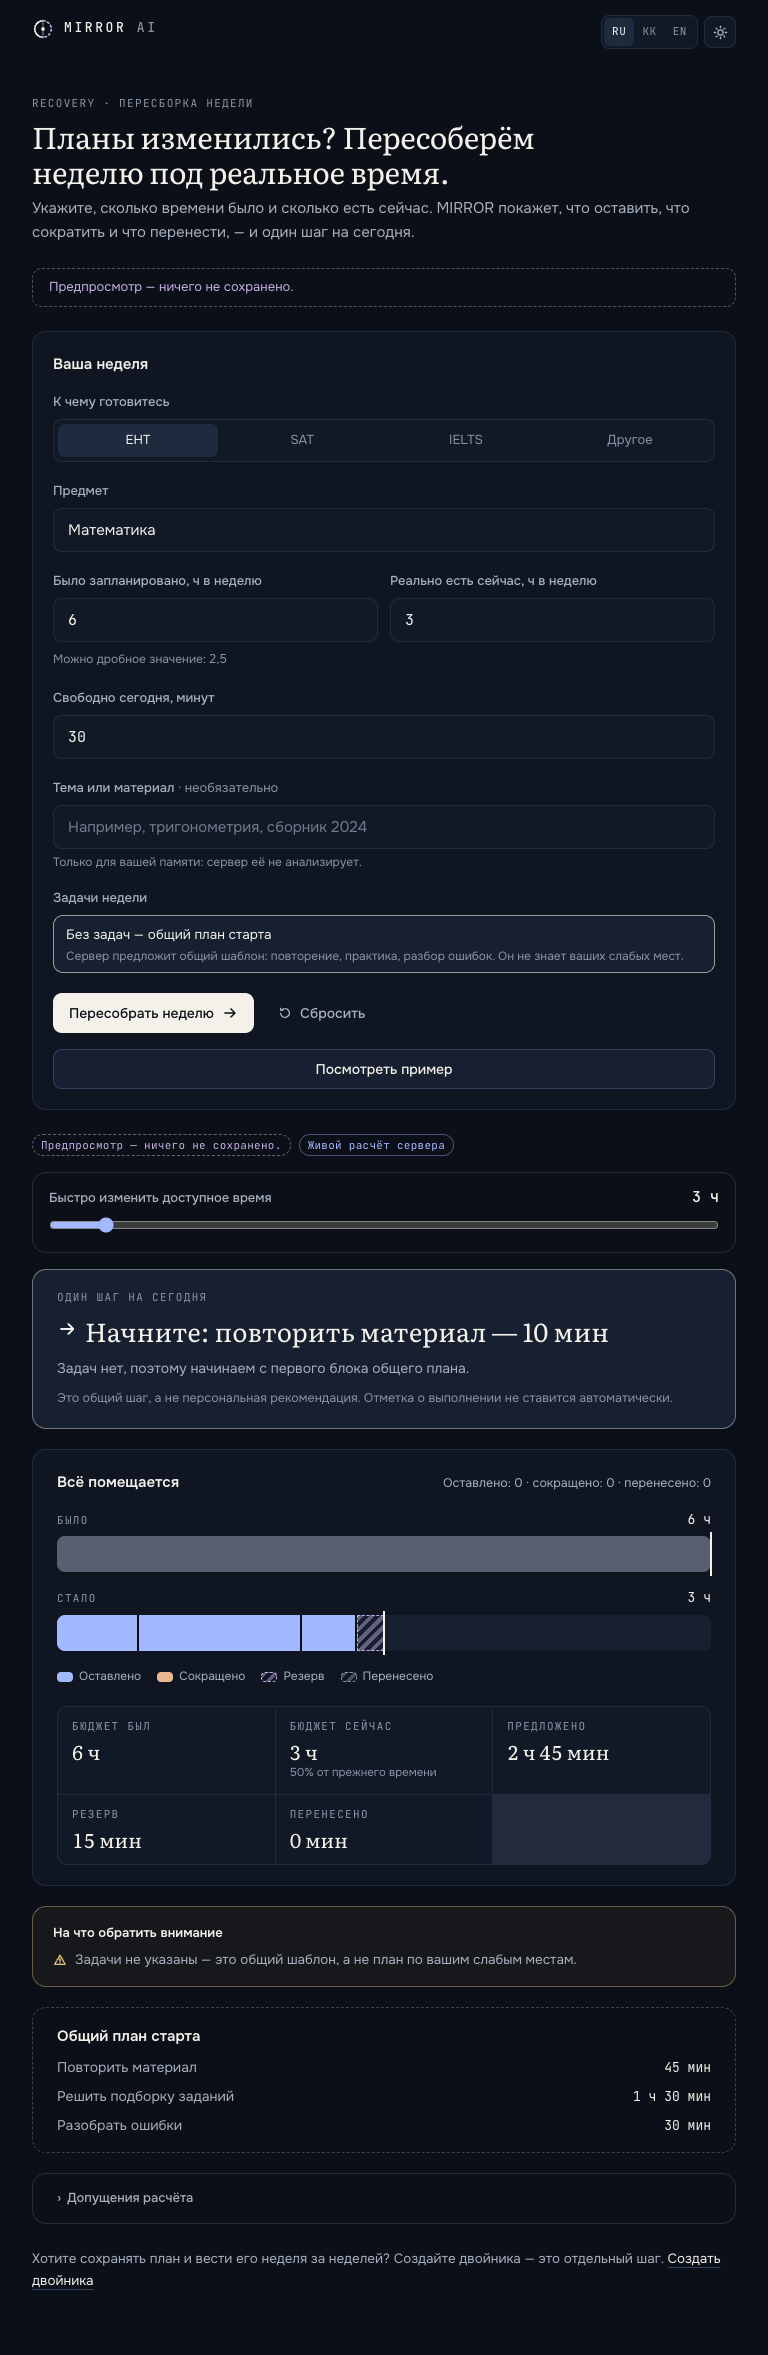 MIRROR AI
RU KK EN
RECOVERY · ПЕРЕСБОРКА НЕДЕЛИ
Планы изменились? Пересоберём
неделю под реальное время.
Укажите, сколько времени было и сколько есть сейчас. MIRROR покажет, что оставить, что
сократить и что перенести, — и один шаг на сегодня.
Предпросмотр — ничего не сохранено.
Ваша неделя
К чему готовитесь
ЕНТ SAT IELTS Другое
Предмет
Математика
Было запланировано, ч в неделю Реально есть сейчас, ч в неделю
6 3
Можно дробное значение: 2,5
Свободно сегодня, минут
30
Тема или материал · необязательно
Например, тригонометрия, сборник 2024
Только для вашей памяти: сервер её не анализирует.
Задачи недели
Без задач — общий план старта
Сервер предложит общий шаблон: повторение, практика, разбор ошибок. Он не знает ваших слабых мест.
Пересобрать неделю → Сбросить
Посмотреть пример
Предпросмотр — ничего не сохранено. Живой расчёт сервера
Быстро изменить доступное время 3 ч
ОДИН ШАГ НА СЕГОДНЯ
→ Начните: повторить материал — 10 мин
Задач нет, поэтому начинаем с первого блока общего плана.
Это общий шаг, а не персональная рекомендация. Отметка о выполнении не ставится автоматически.
Всё помещается Оставлено: 0 · сокращено: 0 · перенесено: 0
БЫЛО 6 ч
СТАЛО 3 ч
Оставлено Сокращено Резерв Перенесено
БЮДЖЕТ БЫЛ БЮДЖЕТ СЕЙЧАС ПРЕДЛОЖЕНО
6 ч 3 ч 2 ч 45 мин
50% от прежнего времени
РЕЗЕРВ ПЕРЕНЕСЕНО
15 мин 0 мин
На что обратить внимание
Задачи не указаны — это общий шаблон, а не план по вашим слабым местам.
Общий план старта
Повторить материал 45 мин
Решить подборку заданий 1 ч 30 мин
Разобрать ошибки 30 мин
› Допущения расчёта
Хотите сохранять план и вести его неделя за неделей? Создайте двойника — это отдельный шаг. Создать
двойника